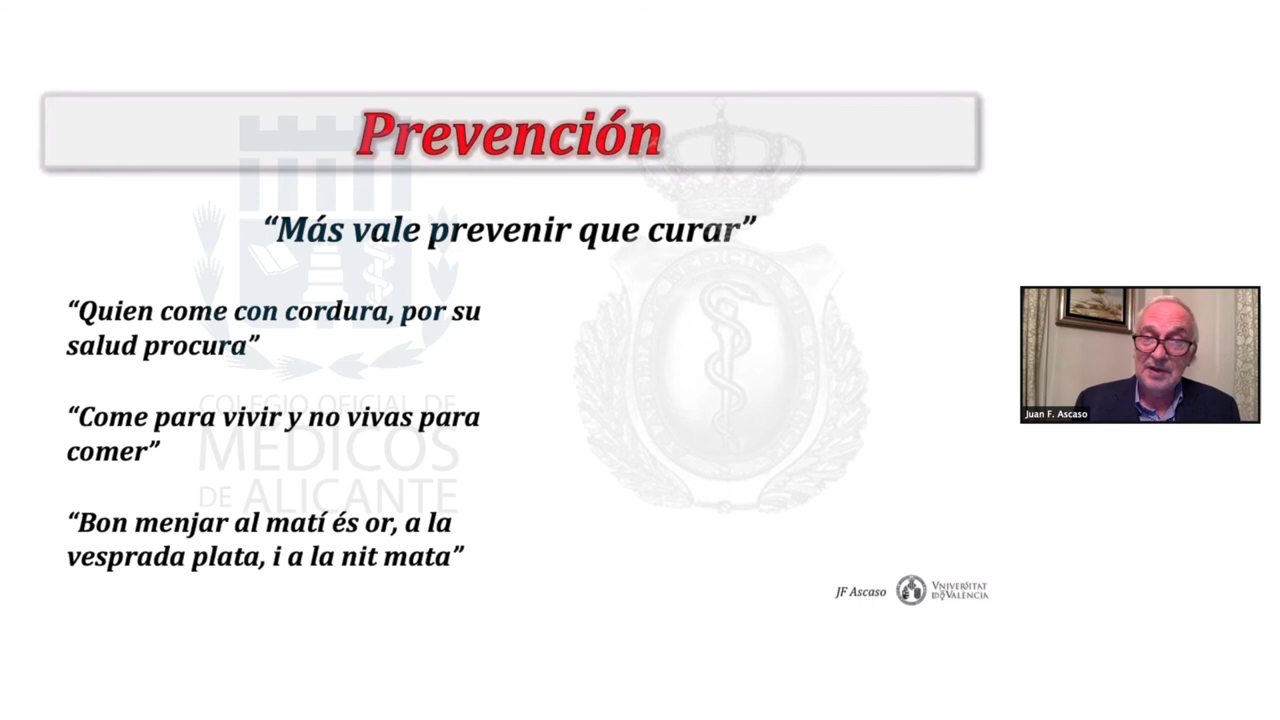 Prevención
“Más vale prevenir que curar”
“Quien come con cordura, por su
salud procura”
“Come para vivir y no vivas para
comer”
“Bon menjar al matí és or, a la
vesprada plata, i a la nit mata”
COLEGIO OFICIAL DE
MÉDICOS
DE ALICANTE
JF Ascaso
VNIVERSITAT
ID VALÈNCIA
Juan F. Ascaso